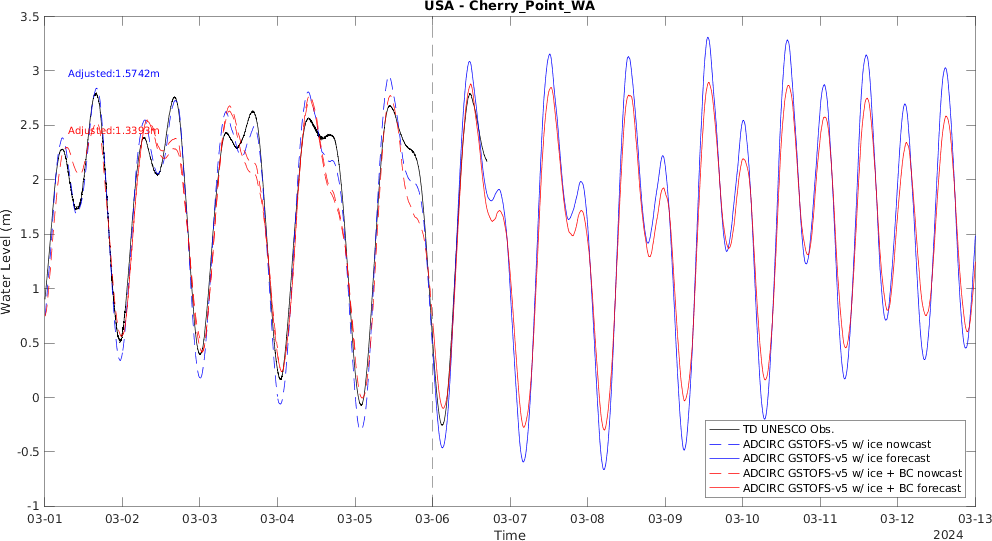 USA - Cherry_Point_WA
3.5
3
2.5
2
1.5
1
0.5
0
-0.5
-1
Water Level (m)
Adjusted:1.5742m
Adjusted:1.3393m
TD UNESCO Obs.
ADCIRC GSTOFS-v5 w/ ice nowcast
ADCIRC GSTOFS-v5 w/ ice forecast
ADCIRC GSTOFS-v5 w/ ice + BC nowcast
ADCIRC GSTOFS-v5 w/ ice + BC forecast
03-01 03-02 03-03 03-04 03-05 03-06 03-07 03-08 03-09 03-10 03-11 03-12 03-13
Time
2024